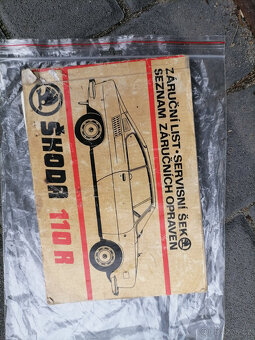 ZÁRUČNÍ LIST • SERVISNÍ ŠEK
SEZNAM ZÁRUČNÍCH OPRAVEN
ŠKODA 110 R